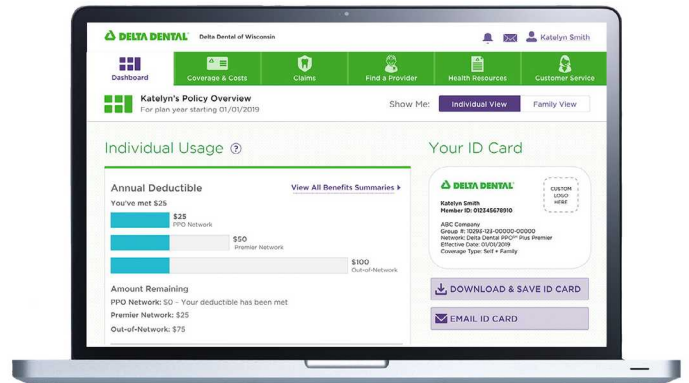 DELTA DENTAL Delta Dental of Wisconsin
Katelyn Smith
Dashboard
Coverage & Costs
Claims
Find a Provider
Health Resources
Customer Service
Katelyn's Policy Overview
For plan year starting 01/01/2019
Show Me:
Individual View
Family View
Individual Usage ?
Annual Deductible
View All Benefits Summaries
You've met $25
$25
PPO Network
$50
Premier Network
$100
Out-of-Network
Amount Remaining
PPO Network: $0 – Your deductible has been met
Premier Network: $25
Out-of-Network: $75
Your ID Card
DELTA DENTAL
CUSTOM
LOGO
HERE
Katelyn Smith
Member ID: 012345678910
ABC Company
Group #: 10293-123-00000-00000
Network: Delta Dental PPO℠ Plus Premier
Effective Date: 01/01/2019
Coverage Type: Self + Family
DOWNLOAD & SAVE ID CARD
EMAIL ID CARD